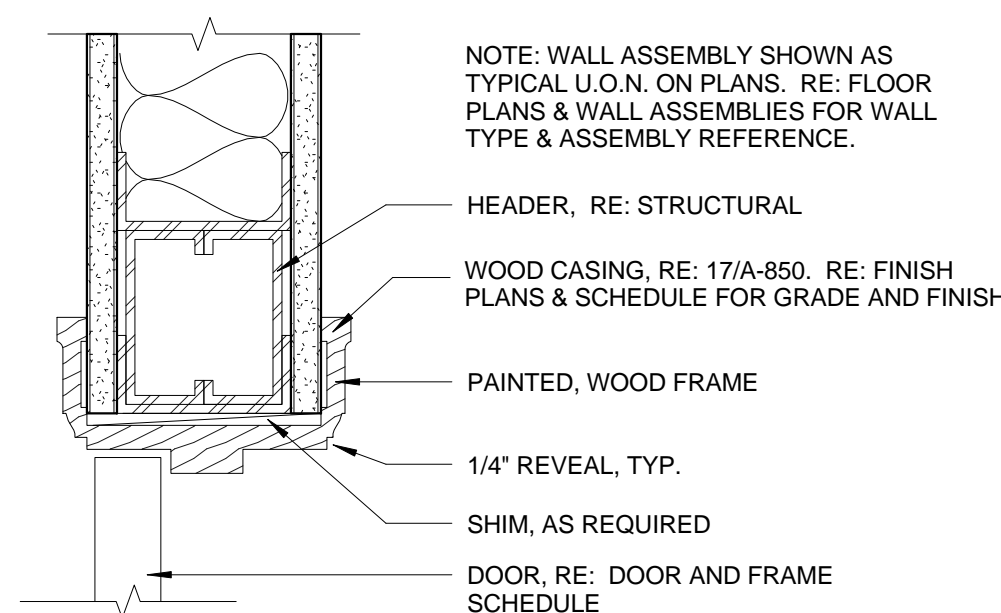 NOTE: WALL ASSEMBLY SHOWN AS
TYPICAL U.O.N. ON PLANS. RE: FLOOR
PLANS & WALL ASSEMBLIES FOR WALL
TYPE & ASSEMBLY REFERENCE.
HEADER, RE: STRUCTURAL
WOOD CASING, RE: 17/A-850. RE: FINISH
PLANS & SCHEDULE FOR GRADE AND FINISH
PAINTED, WOOD FRAME
1/4" REVEAL, TYP.
SHIM, AS REQUIRED
DOOR, RE: DOOR AND FRAME
SCHEDULE